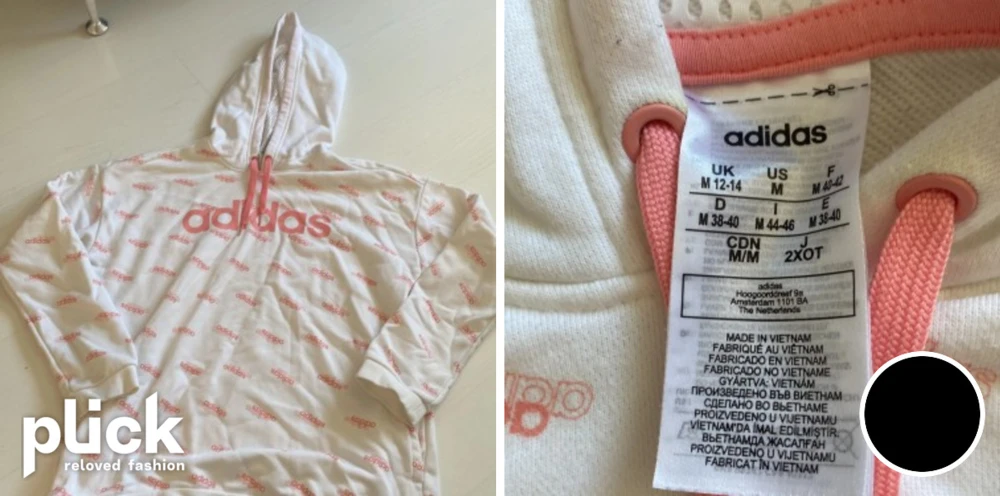 adidas
plick
reloved fashion
adidas
UK US F
M 12-14 M M 40-42
D I E
M 38-40 M 44-46 M 38-40
CDN J
M/M 2XOT
adidas
Hoogoorddreef 9a
Amsterdam 1101 BA
The Netherlands
MADE IN VIETNAM
FABRIQUÉ AU VIÊTNAM
FABRICADO EN VIETNAM
FABRICADO NO VIETNAME
GYÁRTVA: VIETNÁM
ПРОИЗВЕДЕНО ВЪВ ВИЕТНАМ
СДЕЛАНО ВО ВЬЕТНАМЕ
PROIZVEDENO U VIJETNAMU
VIETNAM'DA İMAL EDİLMİŞTİR.
ВЬЕТНАМДА ЖАСАЛҒАН
PROIZVEDENO U VIJETNAMU
FABRICAT ÎN VIETNAM
adidas